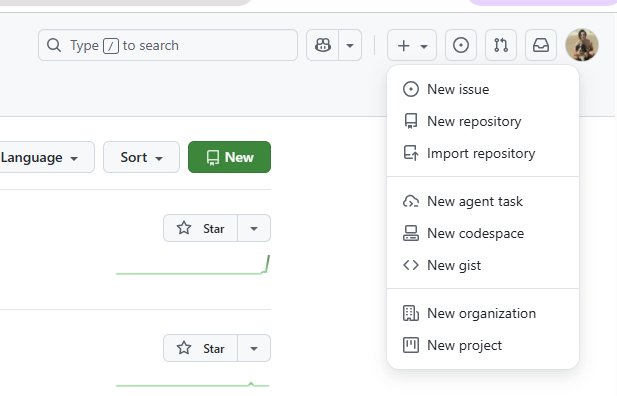 Type / to search
New issue
New repository
Import repository
Language
Sort
New
New agent task
Star
New codespace
New gist
New organization
Star
New project